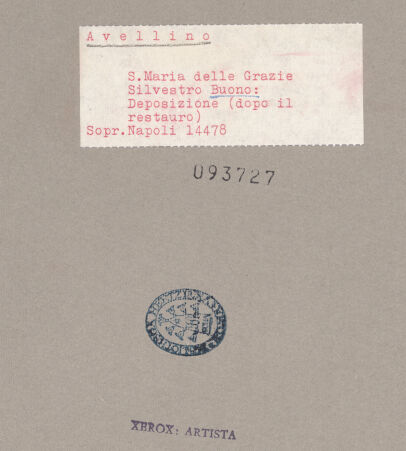 Avellino
S.Maria delle Grazie
Silvestro Buono:
Deposizione (dopo il
restauro)
Sopr.Napoli 14478
093727
XEROX: ARTISTA